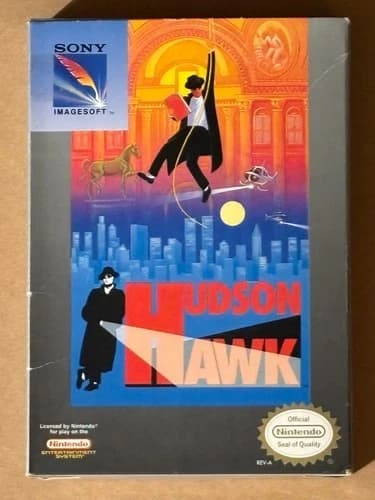 SONY
IMAGESOFT™
HUDSON
HAWK
Licensed by Nintendo®
for play on the
Nintendo
ENTERTAINMENT
SYSTEM®
Official
Nintendo
Seal of Quality
REV-A